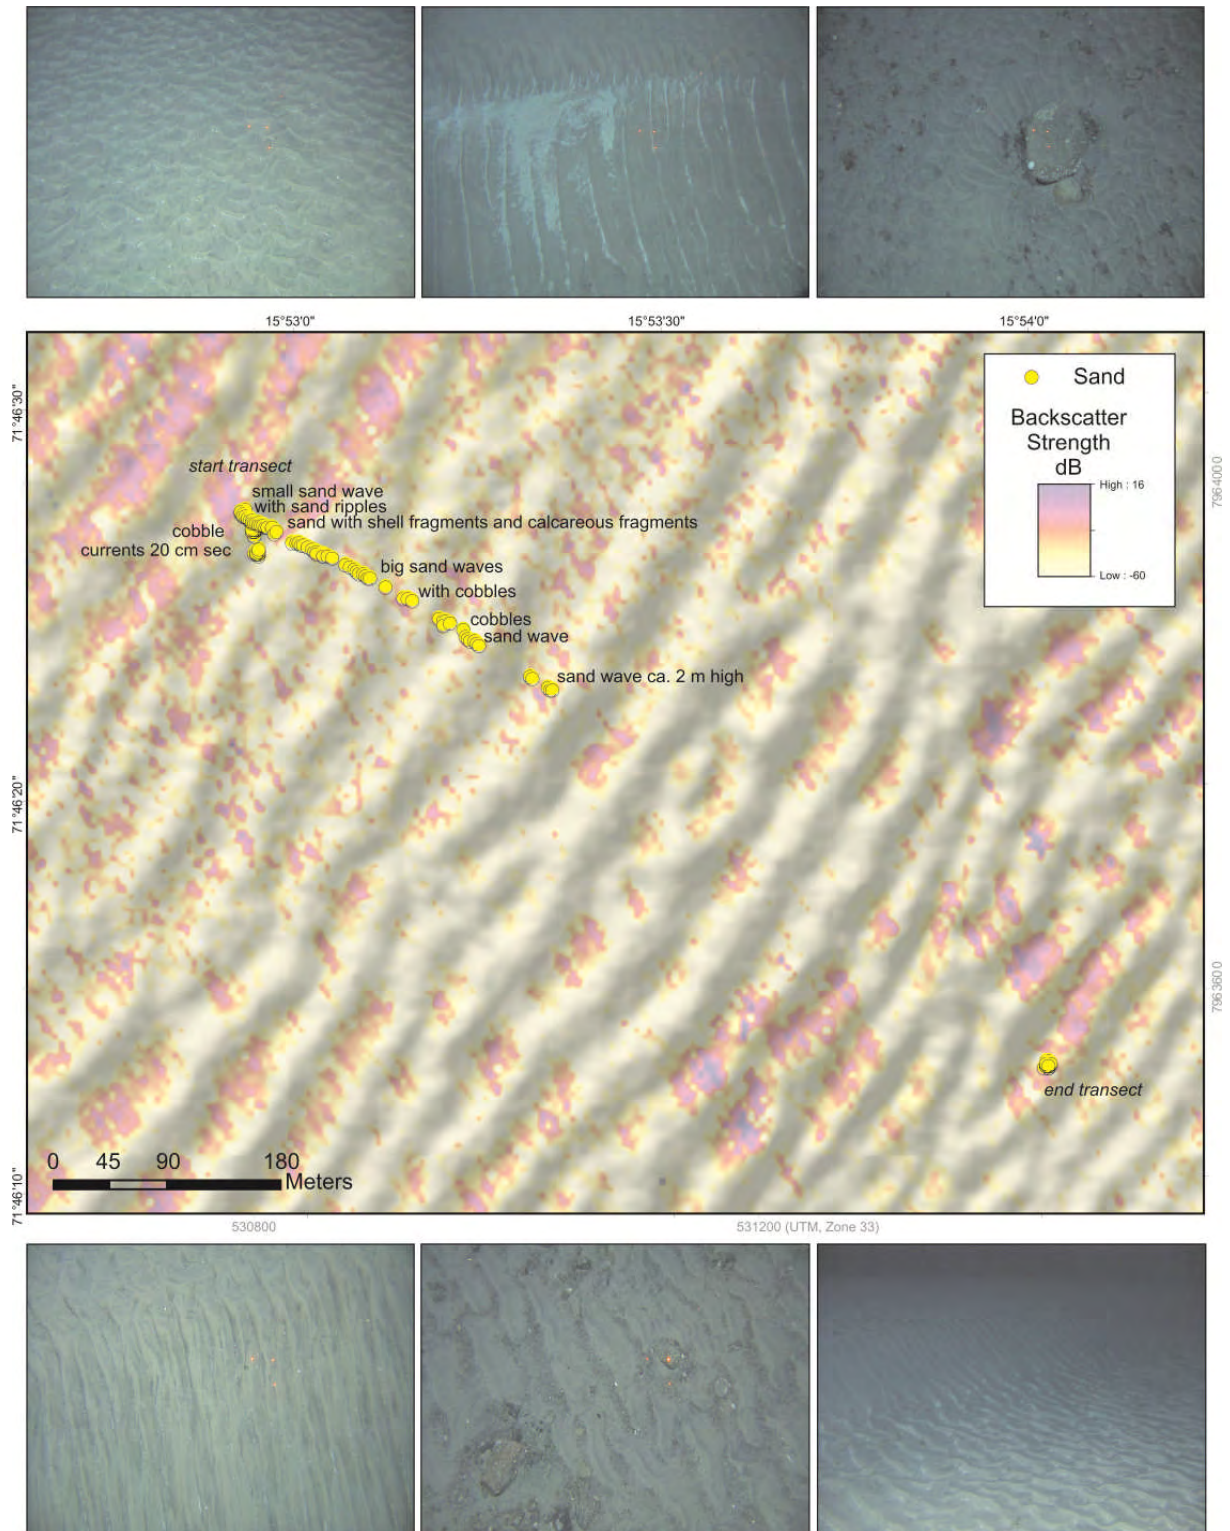 15°53'0"
15°53'30"
15°54'0"
71°46'30"
Sand
Backscatter
Strength
dB
High : 16
Low : -60
7964000
start transect
small sand wave
with sand ripples
sand with shell fragments and calcareous fragments
cobble
currents 20 cm sec
big sand waves
with cobbles
cobbles
sand wave
sand wave ca. 2 m high
71°46'20"
7963600
end transect
0 45 90 180
Meters
71°46'10"
530800
531200 (UTM, Zone 33)